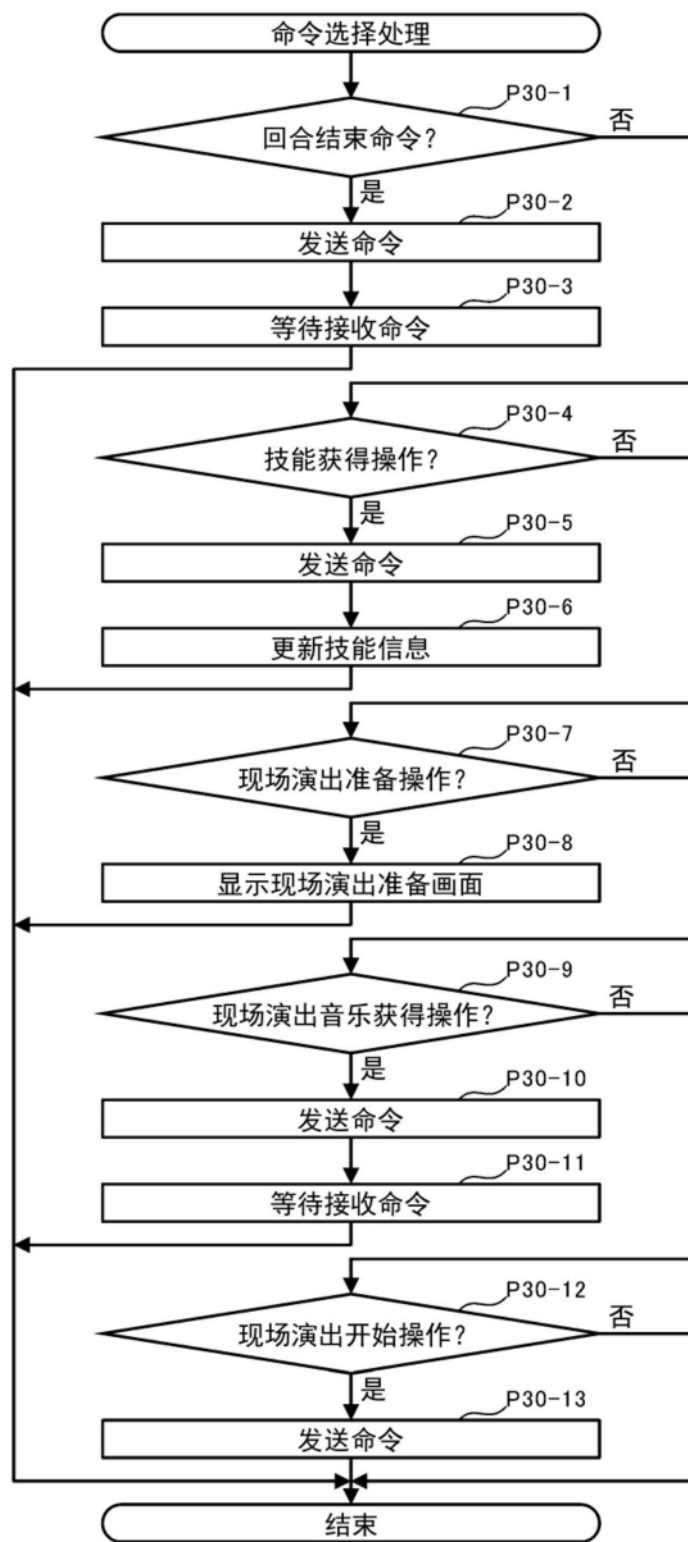 命令选择处理
P30-1
回合结束命令?
否
是
P30-2
发送命令
P30-3
等待接收命令
P30-4
技能获得操作?
否
是
P30-5
发送命令
P30-6
更新技能信息
P30-7
现场演出准备操作?
否
是
P30-8
显示现场演出准备画面
P30-9
现场演出音乐获得操作?
否
是
P30-10
发送命令
P30-11
等待接收命令
P30-12
现场演出开始操作?
否
是
P30-13
发送命令
结束